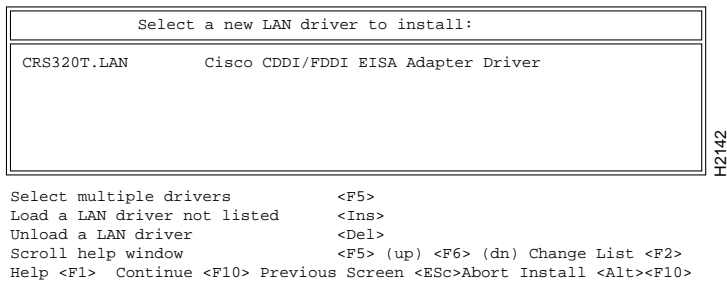 Select a new LAN driver to install:
CRS320T.LAN Cisco CDDI/FDDI EISA Adapter Driver
H2142
Select multiple drivers <F5>
Load a LAN driver not listed <Ins>
Unload a LAN driver <Del>
Scroll help window <F5> (up) <F6> (dn) Change List <F2>
Help <F1> Continue <F10> Previous Screen <ESc>Abort Install <Alt><F10>